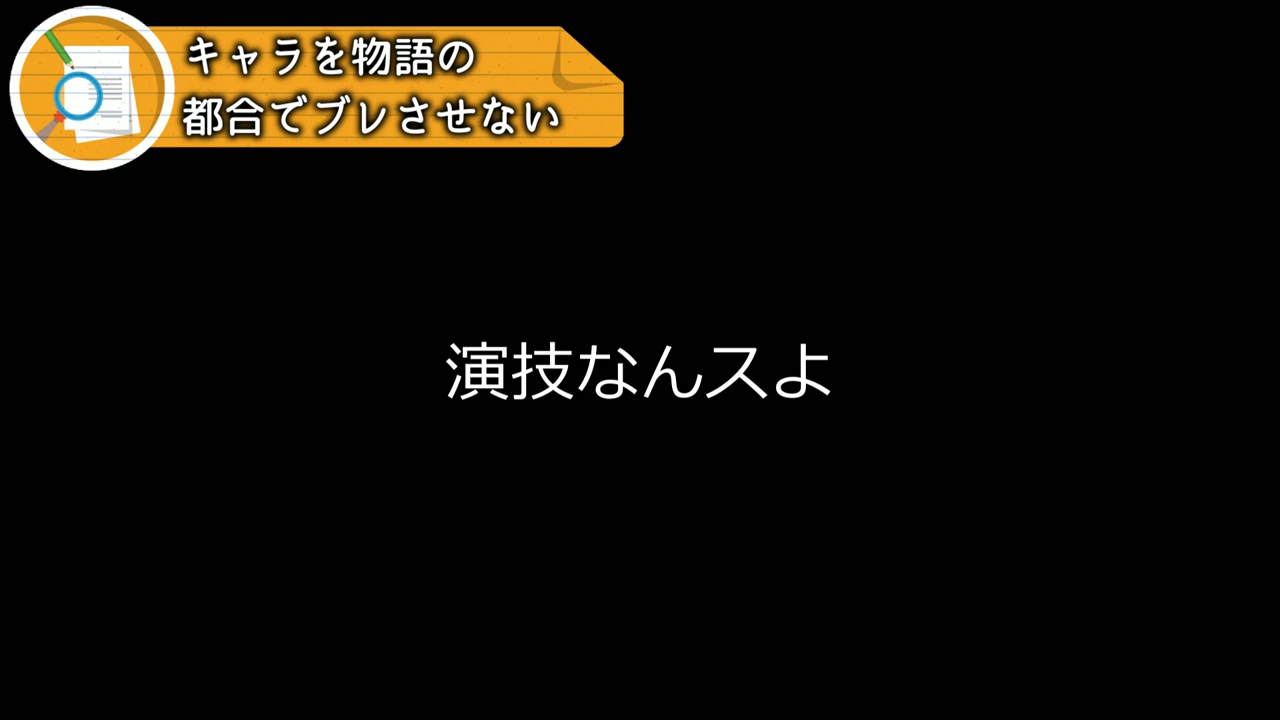 キャラを物語の
都合でブレさせない
演技なんスよ